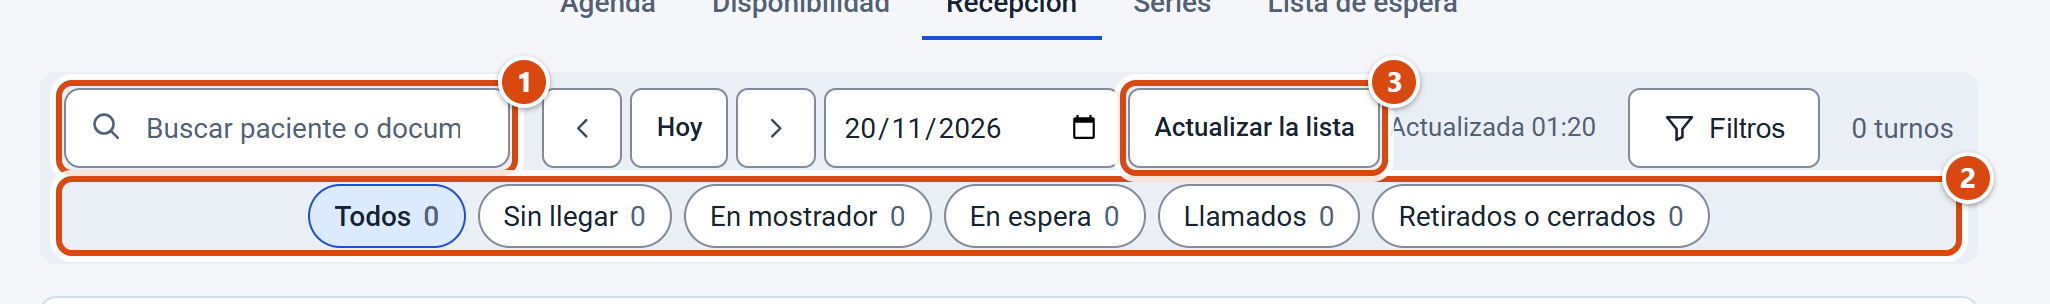 Agenda Disponibilidad Recepción Series Lista de espera
1 3
Buscar paciente o docum Hoy 20/11/2026 Actualizar la lista Actualizada 01:20 Filtros 0 turnos
2
Todos 0 Sin llegar 0 En mostrador 0 En espera 0 Llamados 0 Retirados o cerrados 0